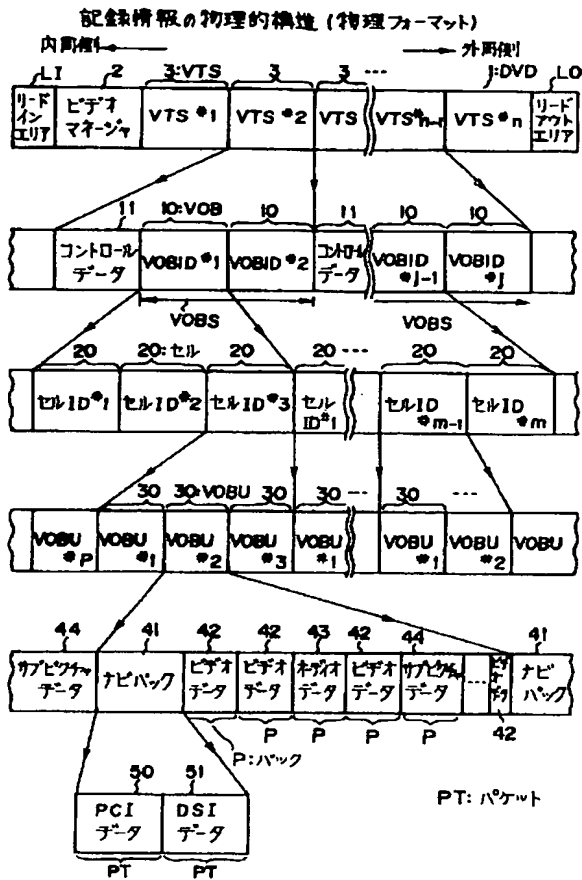 記録情報の物理的構造(物理フォーマット)
内周側 外周側
LI 2 3:VTS 3 3 --- 1:DVD LO
リードインエリア ビデオマネージャ VTS#1 VTS#2 VTS VTS#n-1 VTS#n リードアウトエリア
11 10:VOB 10 11 10 10
コントロールデータ VOBID#1 VOBID#2 コントロールデータ VOBID#j-1 VOBID#j
VOBS VOBS
20 20:セル 20 20 --- 20 20
セルID#1 セルID#2 セルID#3 セルID#1 セルID#m-1 セルID#m
30 30:VOBU 30 30 --- 30 ---
VOBU#P VOBU#1 VOBU#2 VOBU#3 VOBU#1 VOBU#1 VOBU#2 VOBU
44 41 42 42 43 42 44 41
サブピクチャデータ ナビパック ビデオデータ ビデオデータ オーディオデータ ビデオデータ サブピクチャデータ ---- ビデオデータ ナビパック
P P P P 42
P:パック
50 51
PCIデータ DSIデータ
PT PT
PT:パケット